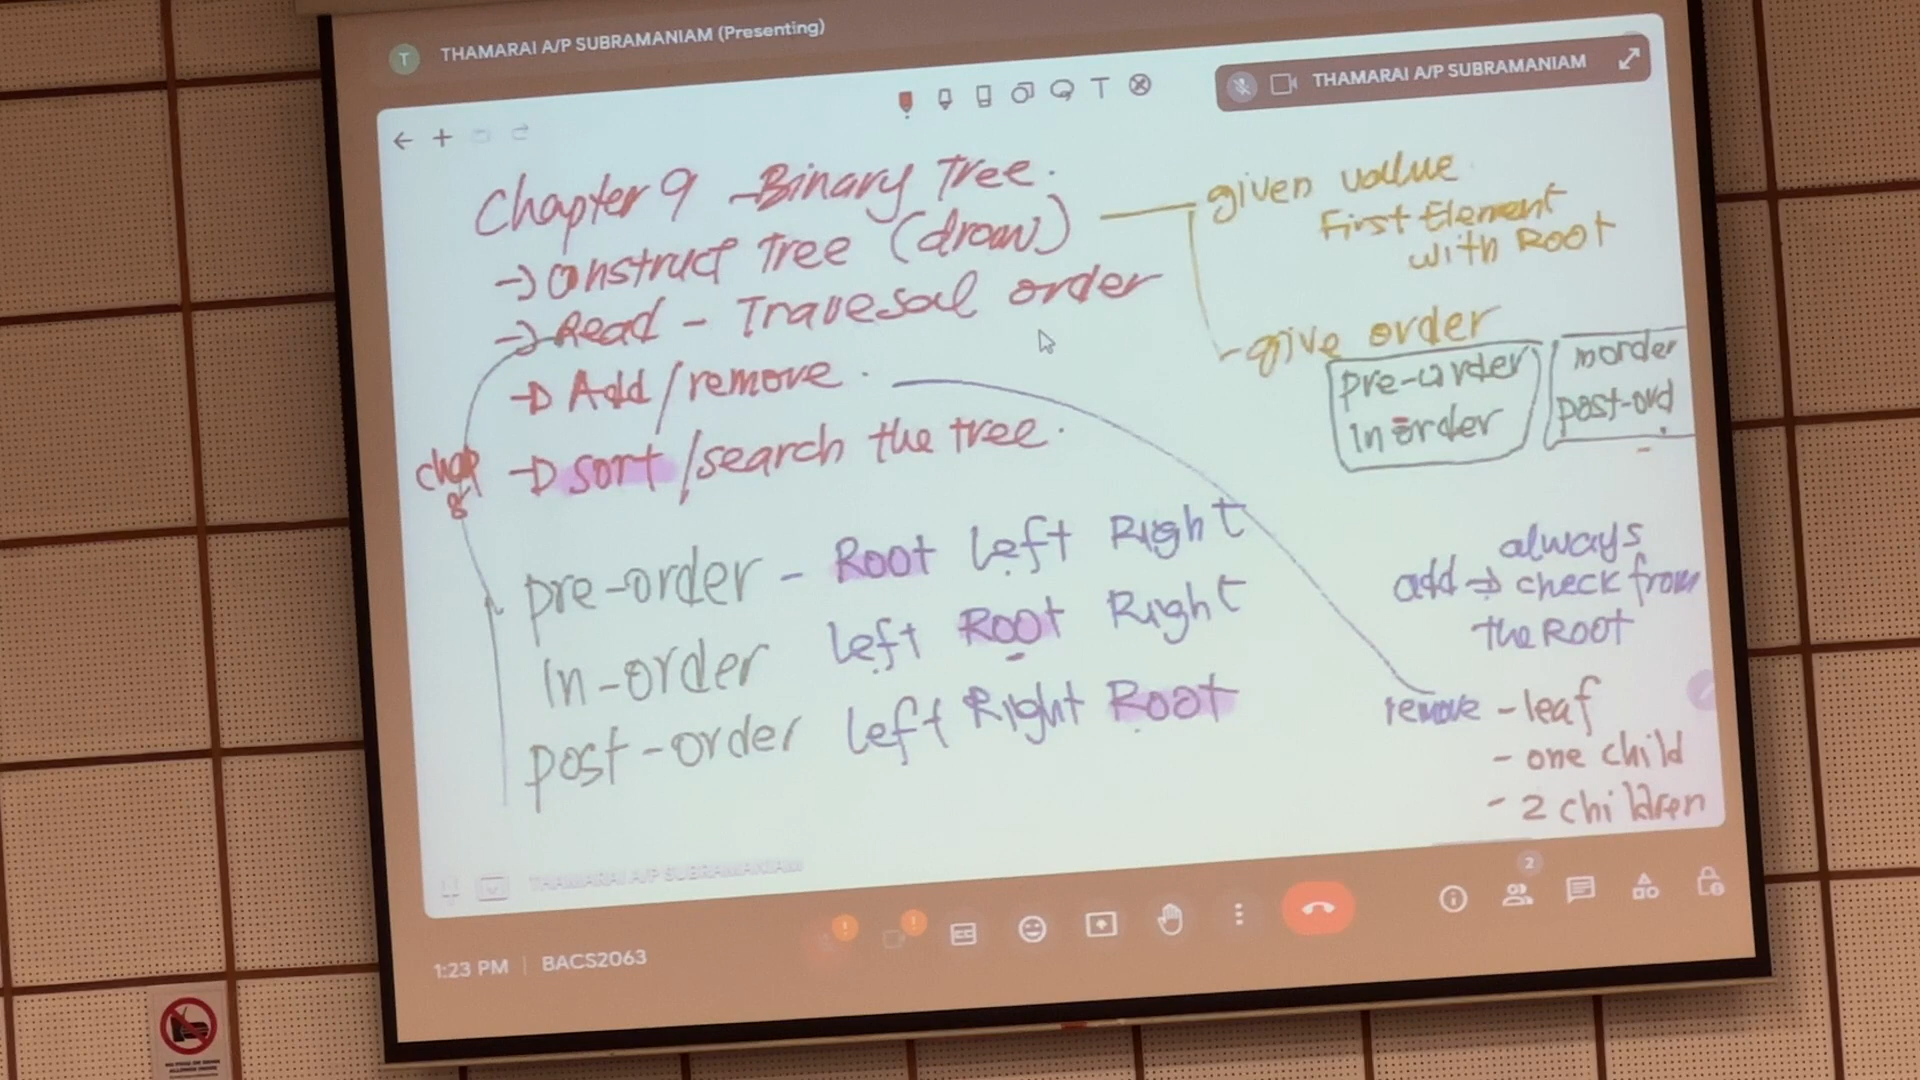 T THAMARAI A/P SUBRAMANIAM (Presenting)
THAMARAI A/P SUBRAMANIAM
Chapter 9 - Binary Tree.
→ Construct Tree (draw)
→ Read - Travesal order
→ Add / remove.
→ Sort / search the tree.
chap
8
given value
First Element
with Root
- give order
pre-order
In order
inorder
post-ord
pre-order - Root Left Right
In-order Left Root Right
post-order Left Right Root
always
add → check from
the Root
remove - leaf
- one child
- 2 children
THAMARAI A/P SUBRAMANIAM
2
1:23 PM | BACS2063